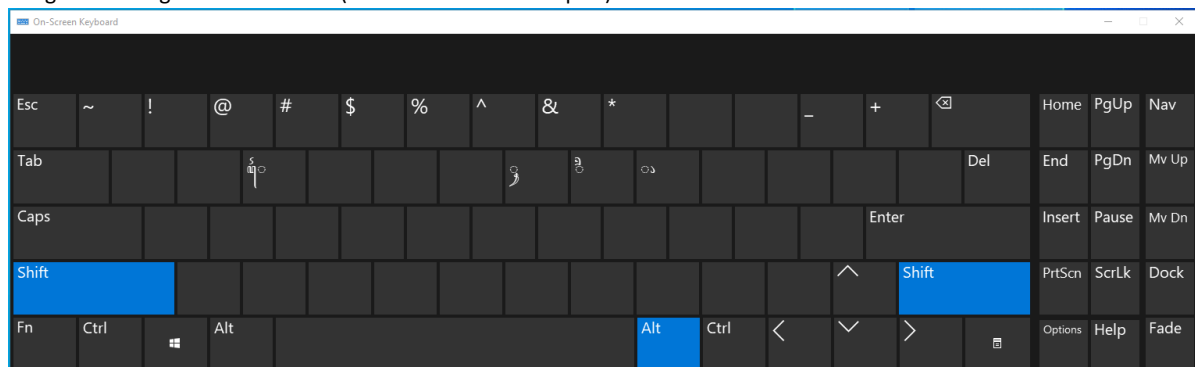 On-Screen Keyboard
Esc ~ ! @ # $ % ^ & * _ + Home PgUp Nav
Tab Del End PgDn Mv Up
Caps Enter Insert Pause Mv Dn
Shift Shift PrtScn ScrLk Dock
Fn Ctrl Alt Alt Ctrl Options Help Fade